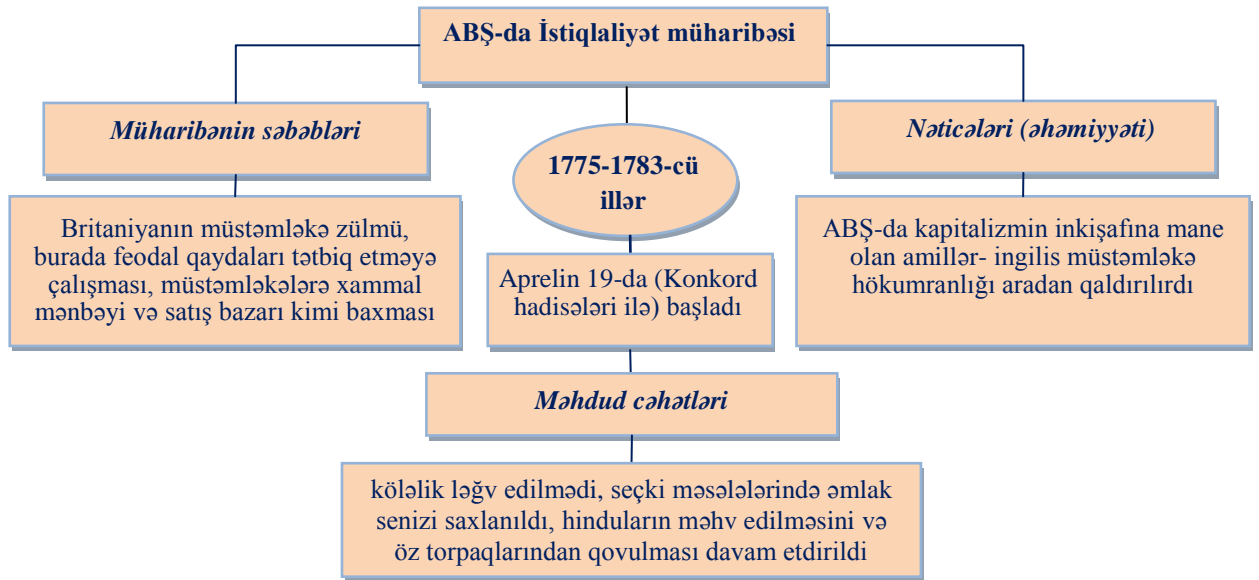 ABŞ-da İstiqlaliyət müharibəsi
Müharibənin səbəbləri
Britaniyanın müstəmləkə zülmü,
burada feodal qaydaları tətbiq etməyə
çalışması, müstəmləkələrə xammal
mənbəyi və satış bazarı kimi baxması
1775-1783-cü
illər
Aprelin 19-da (Konkord
hadisələri ilə) başladı
Nəticələri (əhəmiyyəti)
ABŞ-da kapitalizmin inkişafına mane
olan amillər- ingilis müstəmləkə
hökumranlığı aradan qaldırılırdı
Məhdud cəhətləri
köləlik ləğv edilmədi, seçki məsələlərində əmlak
senizi saxlanıldı, hinduların məhv edilməsini və
öz torpaqlarından qovulması davam etdirildi